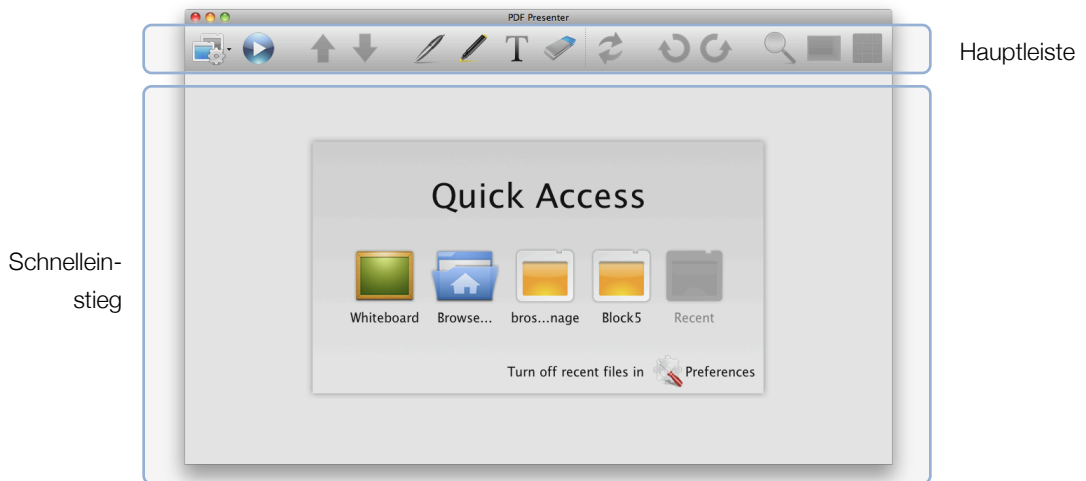 PDF Presenter
Hauptleiste
T
Quick Access
Schnellein-
stieg
Whiteboard Browse... bros...nage Block5 Recent
Turn off recent files in Preferences